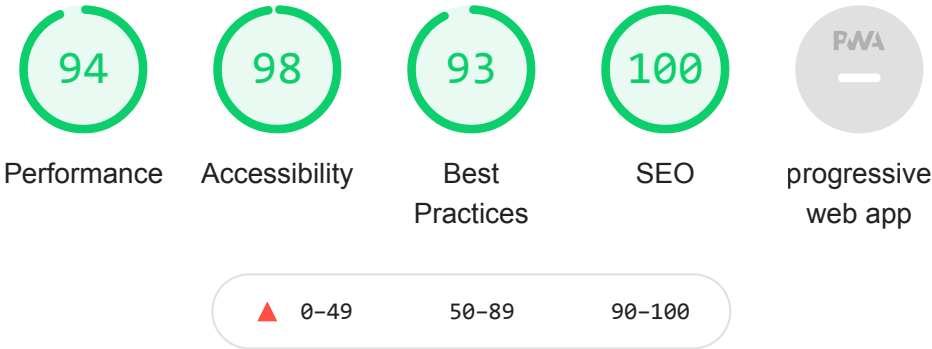 94 98 93 100 PWA
Performance Accessibility Best SEO progressive
Practices web app
0–49 50–89 90–100